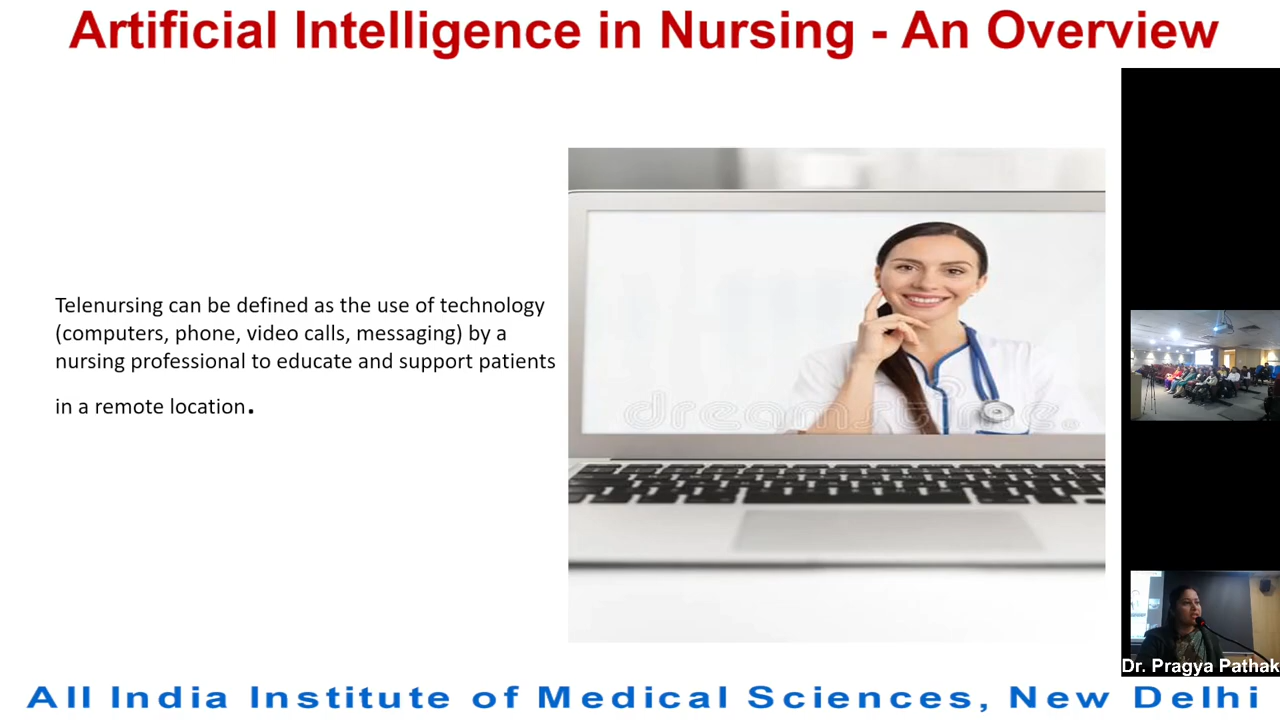 Artificial Intelligence in Nursing - An Overview
Telenursing can be defined as the use of technology
(computers, phone, video calls, messaging) by a
nursing professional to educate and support patients
in a remote location.
dreamstime.
Dr. Pragya Pathak
All India Institute of Medical Sciences, New Delhi